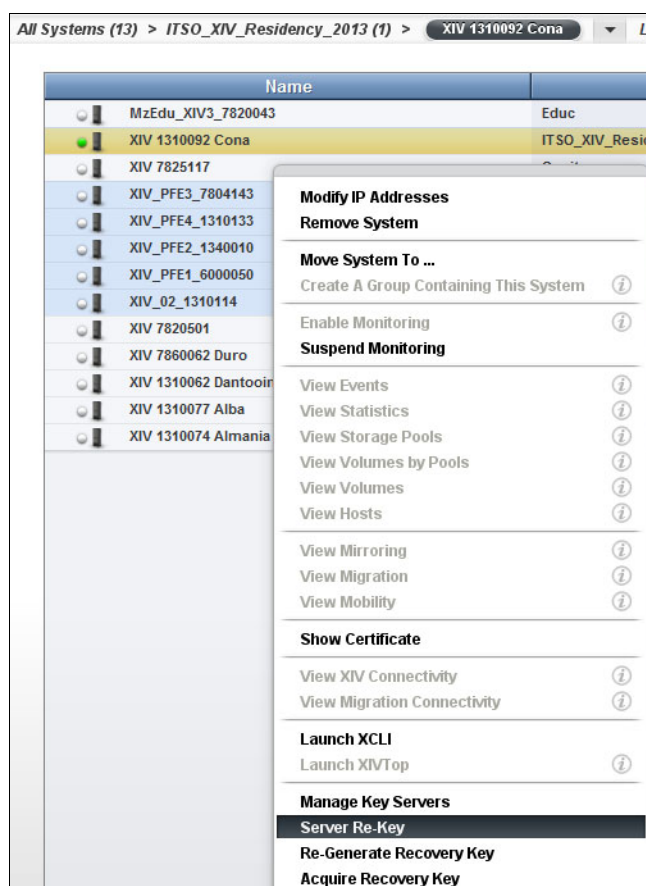 All Systems (13) > ITSO_XIV_Residency_2013 (1) > XIV 1310092 Cona
Name
MzEdu_XIV3_7820043 Educ
XIV 1310092 Cona
XIV 7825117
XIV_PFE3_7804143
XIV_PFE4_1310133
XIV_PFE2_1340010
XIV_PFE1_6000050
XIV_02_1310114
XIV 7820501
XIV 7860062 Duro
XIV 1310062 Dantooin
XIV 1310077 Alba
XIV 1310074 Almania
Modify IP Addresses
Remove System
Move System To ...
Create A Group Containing This System
Enable Monitoring
Suspend Monitoring
View Events
View Statistics
View Storage Pools
View Volumes by Pools
View Volumes
View Hosts
View Mirroring
View Migration
View Mobility
Show Certificate
View XIV Connectivity
View Migration Connectivity
Launch XCLI
Launch XIVTop
Manage Key Servers
Server Re-Key
Re-Generate Recovery Key
Acquire Recovery Key